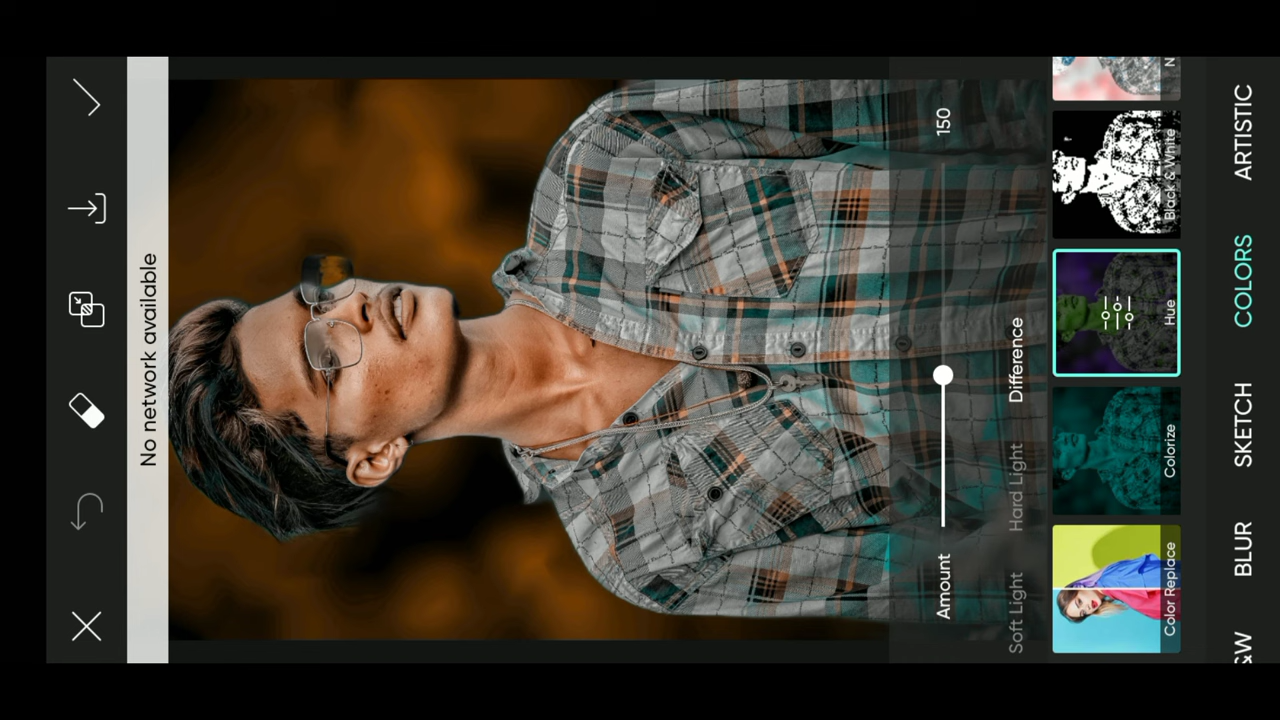 No network available
Amount
150
Soft Light
Hard Light
Difference
Color Replace
Colorize
Hue
Black & White
N
&W
BLUR
SKETCH
COLORS
ARTISTIC